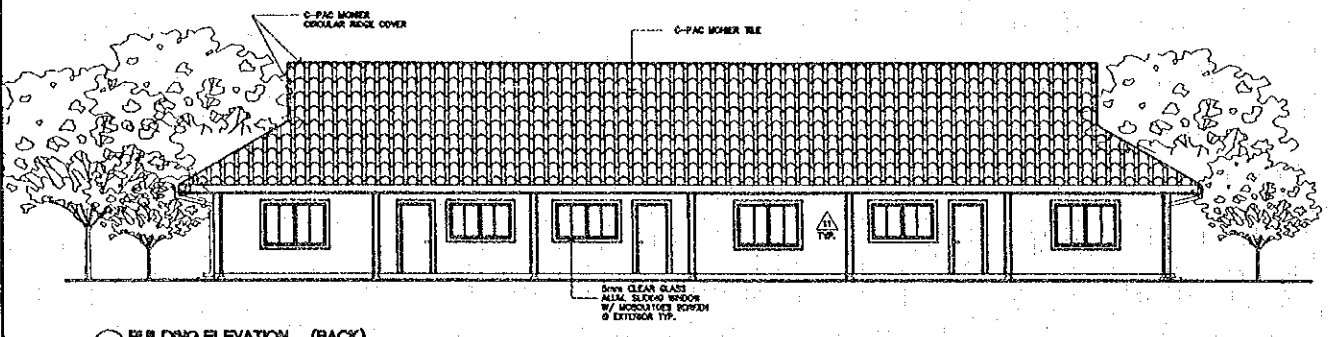 C-PAC MONIER
CIRCULAR RIDGE COVER
C-PAC MONIER TILE
11
TYP.
5mm CLEAR GLASS
ALUM. SLIDING WINDOW
W/ MOSQUITOES SCREEN
@ EXTERIOR TYP.
BUILDING ELEVATION (BACK)